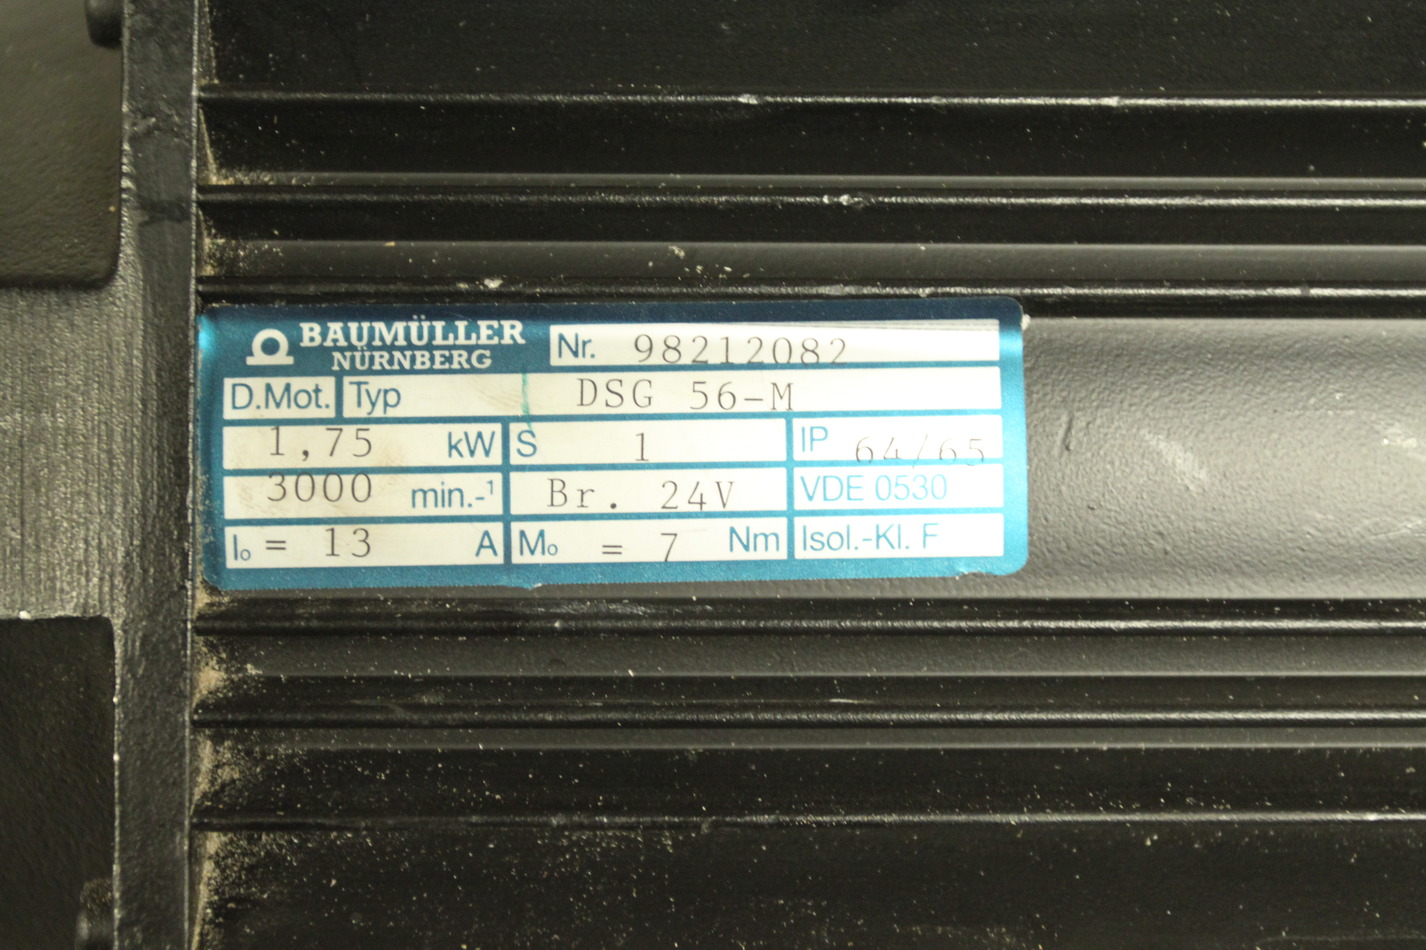 BAUMÜLLER
NÜRNBERG
Nr. 98212082
D.Mot. Typ DSG 56-M
1,75 kW S 1 IP 64/65
3000 min.-¹ Br. 24V VDE 0530
I₀ = 13 A M₀ = 7 Nm Isol.-Kl. F